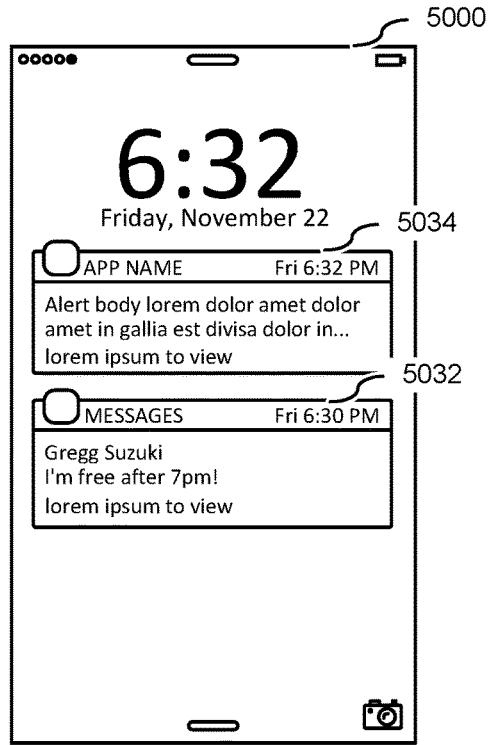 5000
6:32
Friday, November 22
5034
APP NAME Fri 6:32 PM
Alert body lorem dolor amet dolor
amet in gallia est divisa dolor in...
lorem ipsum to view
5032
MESSAGES Fri 6:30 PM
Gregg Suzuki
I'm free after 7pm!
lorem ipsum to view